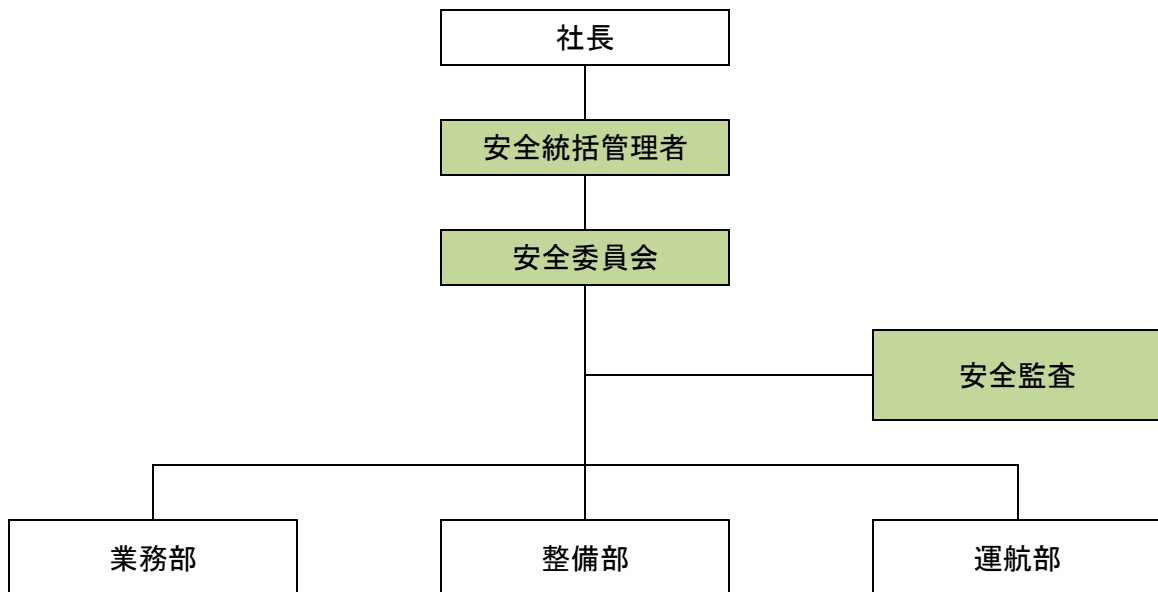 社長
安全統括管理者
安全委員会
安全監査
業務部
整備部
運航部